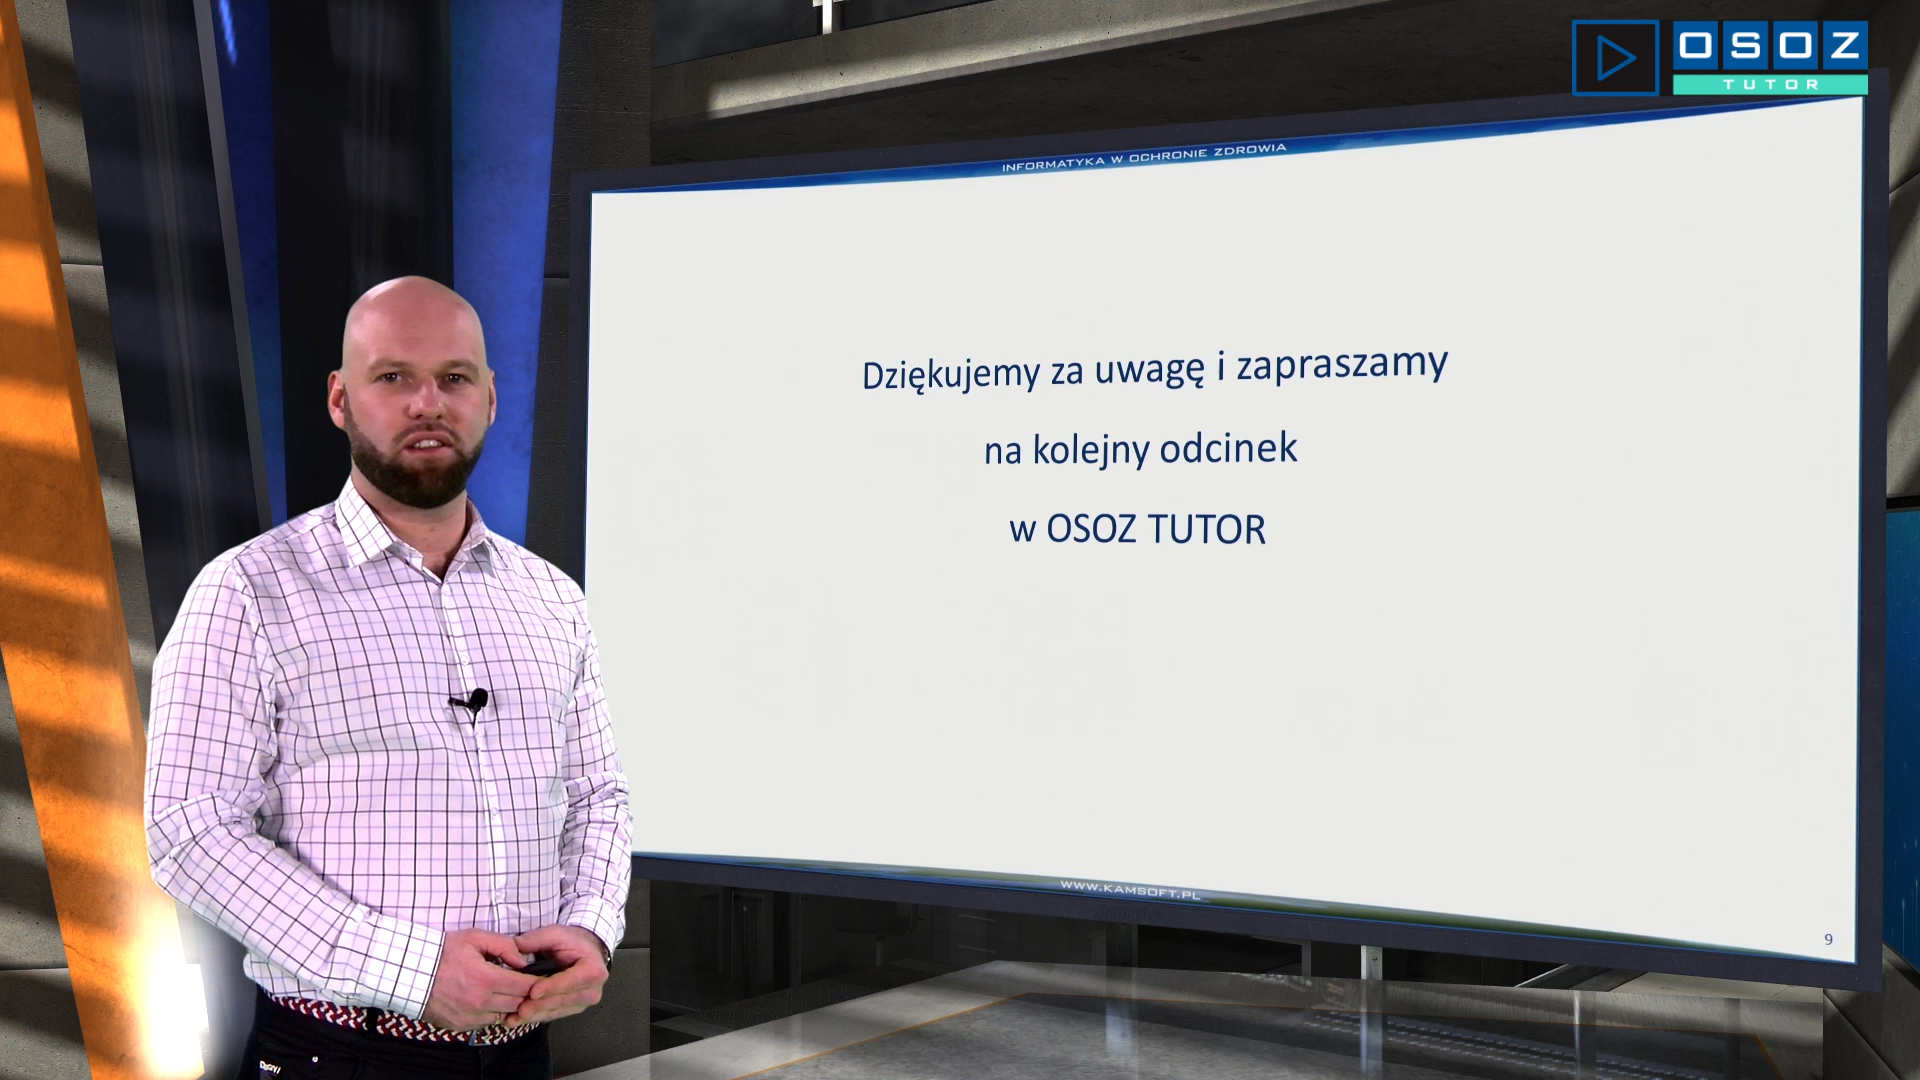 OSOZ
TUTOR
INFORMATYKA W OCHRONIE ZDROWIA
Dziękujemy za uwagę i zapraszamy
na kolejny odcinek
w OSOZ TUTOR
WWW.KAMSOFT.PL
9